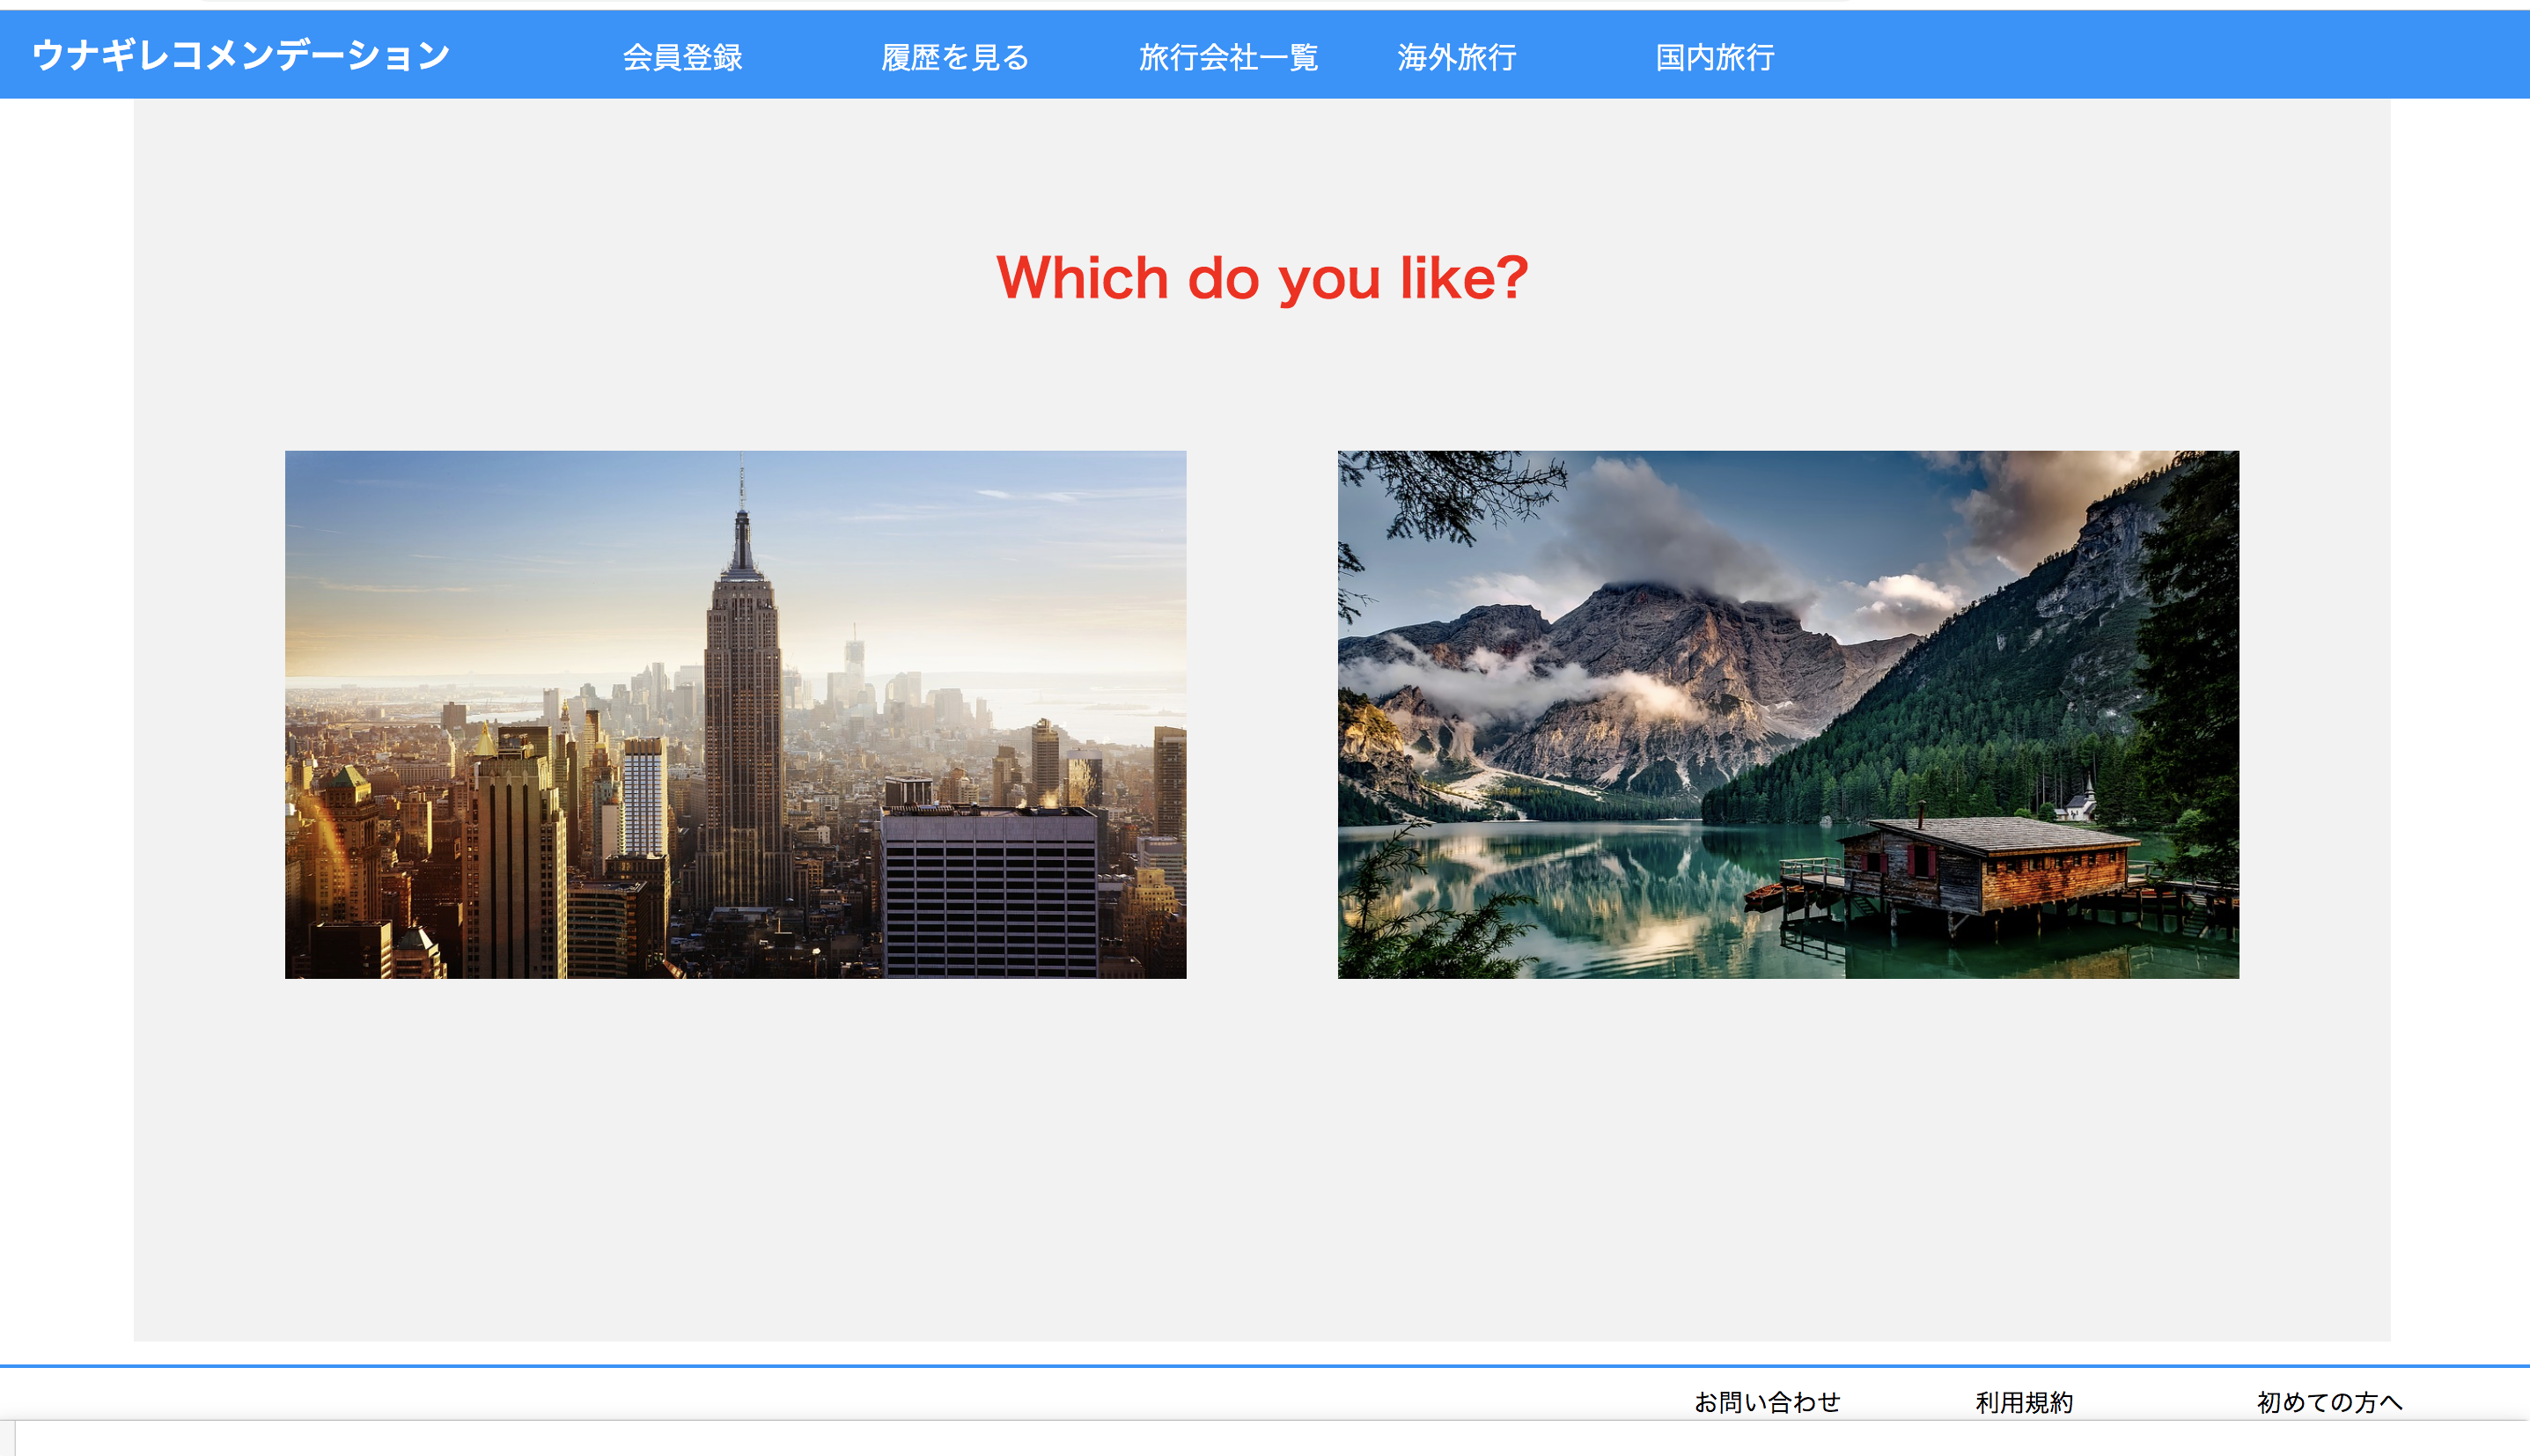 ウナギレコメンデーション 会員登録 履歴を見る 旅行会社一覧 海外旅行 国内旅行
Which do you like?
お問い合わせ 利用規約 初めての方へ